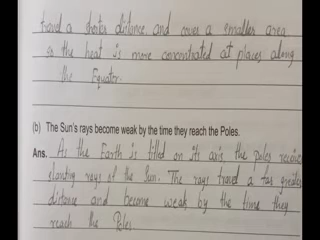 travel a shorter distance and cover a smaller area
so the heat is more concentrated at places along
the Equator.
(b) The Sun's rays become weak by the time they reach the Poles.
Ans. As the Earth is tilted on its axis the poles receive
slanting rays of the Sun. The rays travel a far greater
distance and become weak by the time they
reach the Poles